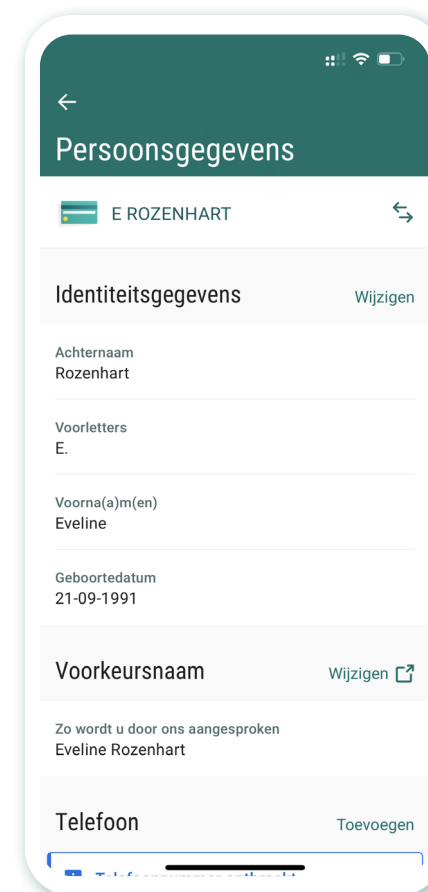 Persoonsgegevens
E ROZENHART
Identiteitsgegevens Wijzigen
Achternaam
Rozenhart
Voorletters
E.
Voorna(a)m(en)
Eveline
Geboortedatum
21-09-1991
Voorkeursnaam Wijzigen
Zo wordt u door ons aangesproken
Eveline Rozenhart
Telefoon Toevoegen